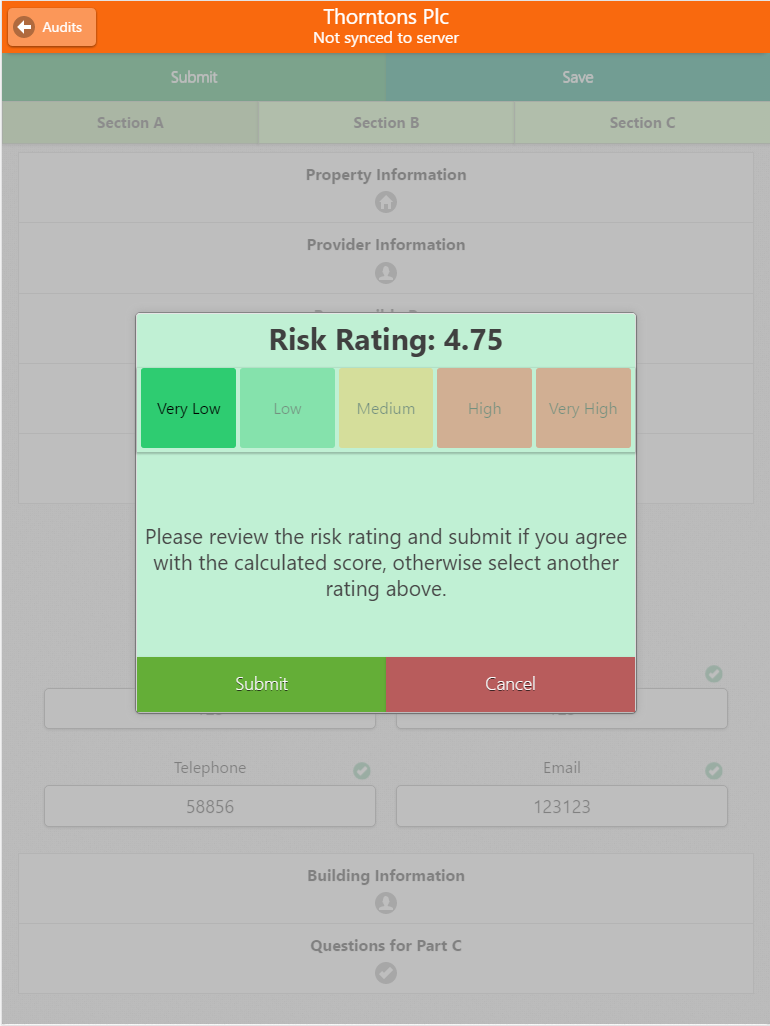 Audits
Thorntons Plc
Not synced to server
Submit
Save
Section A
Section B
Section C
Property Information
Provider Information
Risk Rating: 4.75
Very Low
Low
Medium
High
Very High
Please review the risk rating and submit if you agree
with the calculated score, otherwise select another
rating above.
Submit
Cancel
Telephone
Email
58856
123123
Building Information
Questions for Part C